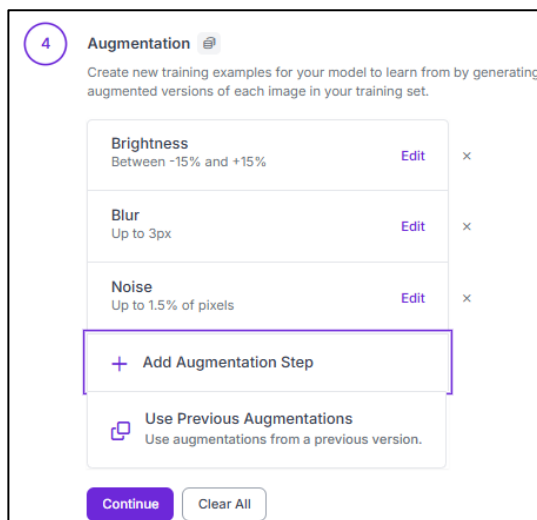 4
Augmentation
Create new training examples for your model to learn from by generating
augmented versions of each image in your training set.
Brightness
Between -15% and +15%
Edit ×
Blur
Up to 3px
Edit ×
Noise
Up to 1.5% of pixels
Edit ×
+ Add Augmentation Step
Use Previous Augmentations
Use augmentations from a previous version.
Continue
Clear All